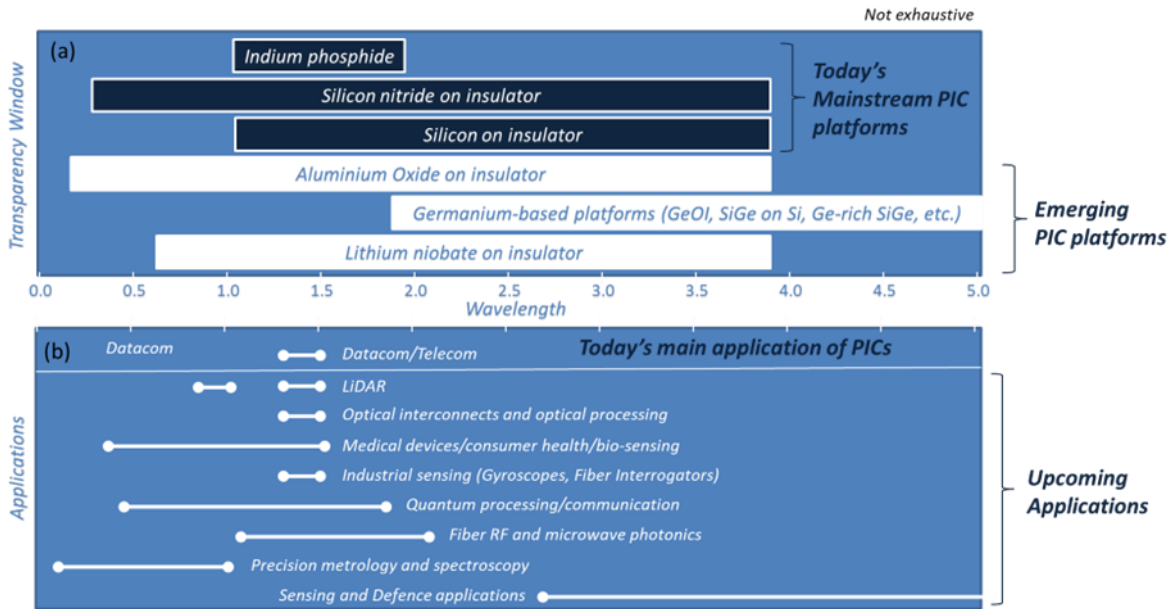 Not exhaustive
(a)
Transparency Window
Indium phosphide
Silicon nitride on insulator
Silicon on insulator
Today's
Mainstream PIC
platforms
Aluminium Oxide on insulator
Germanium-based platforms (GeOI, SiGe on Si, Ge-rich SiGe, etc.)
Lithium niobate on insulator
Emerging
PIC platforms
0.0 0.5 1.0 1.5 2.0 2.5 3.0 3.5 4.0 4.5 5.0
Wavelength
(b)
Applications
Datacom
Datacom/Telecom
Today's main application of PICs
LiDAR
Optical interconnects and optical processing
Medical devices/consumer health/bio-sensing
Industrial sensing (Gyroscopes, Fiber Interrogators)
Quantum processing/communication
Fiber RF and microwave photonics
Precision metrology and spectroscopy
Sensing and Defence applications
Upcoming
Applications